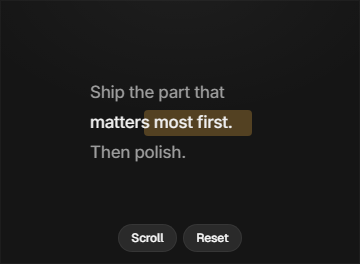 Ship the part that
matters most first.
Then polish.
Scroll
Reset